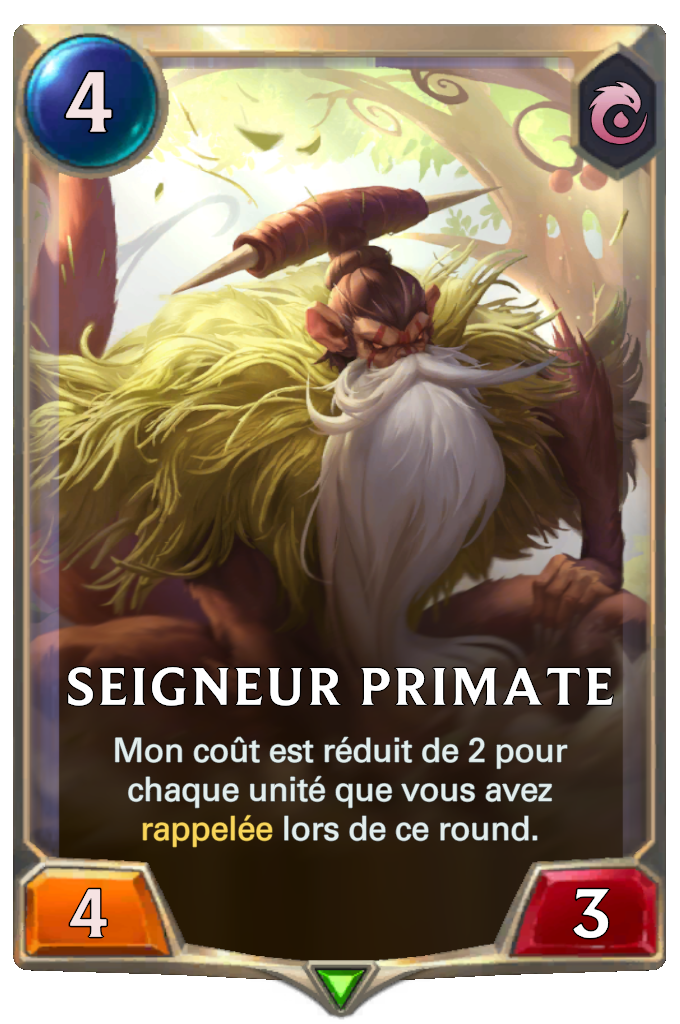 4
SEIGNEUR PRIMATE
Mon coût est réduit de 2 pour
chaque unité que vous avez
rappelée lors de ce round.
4
3